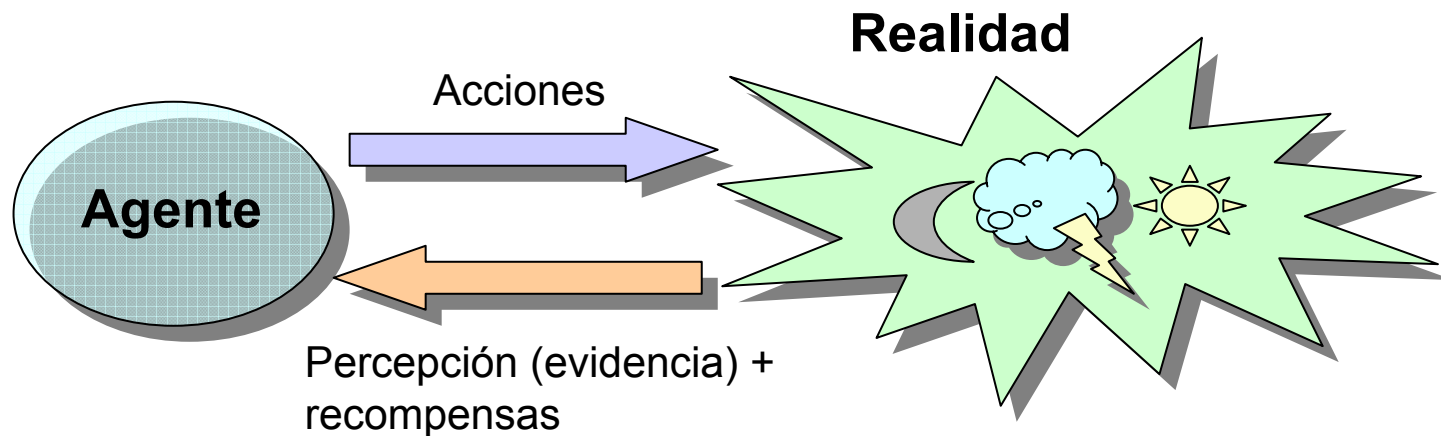 Realidad
Acciones
Agente
Percepción (evidencia) +
recompensas